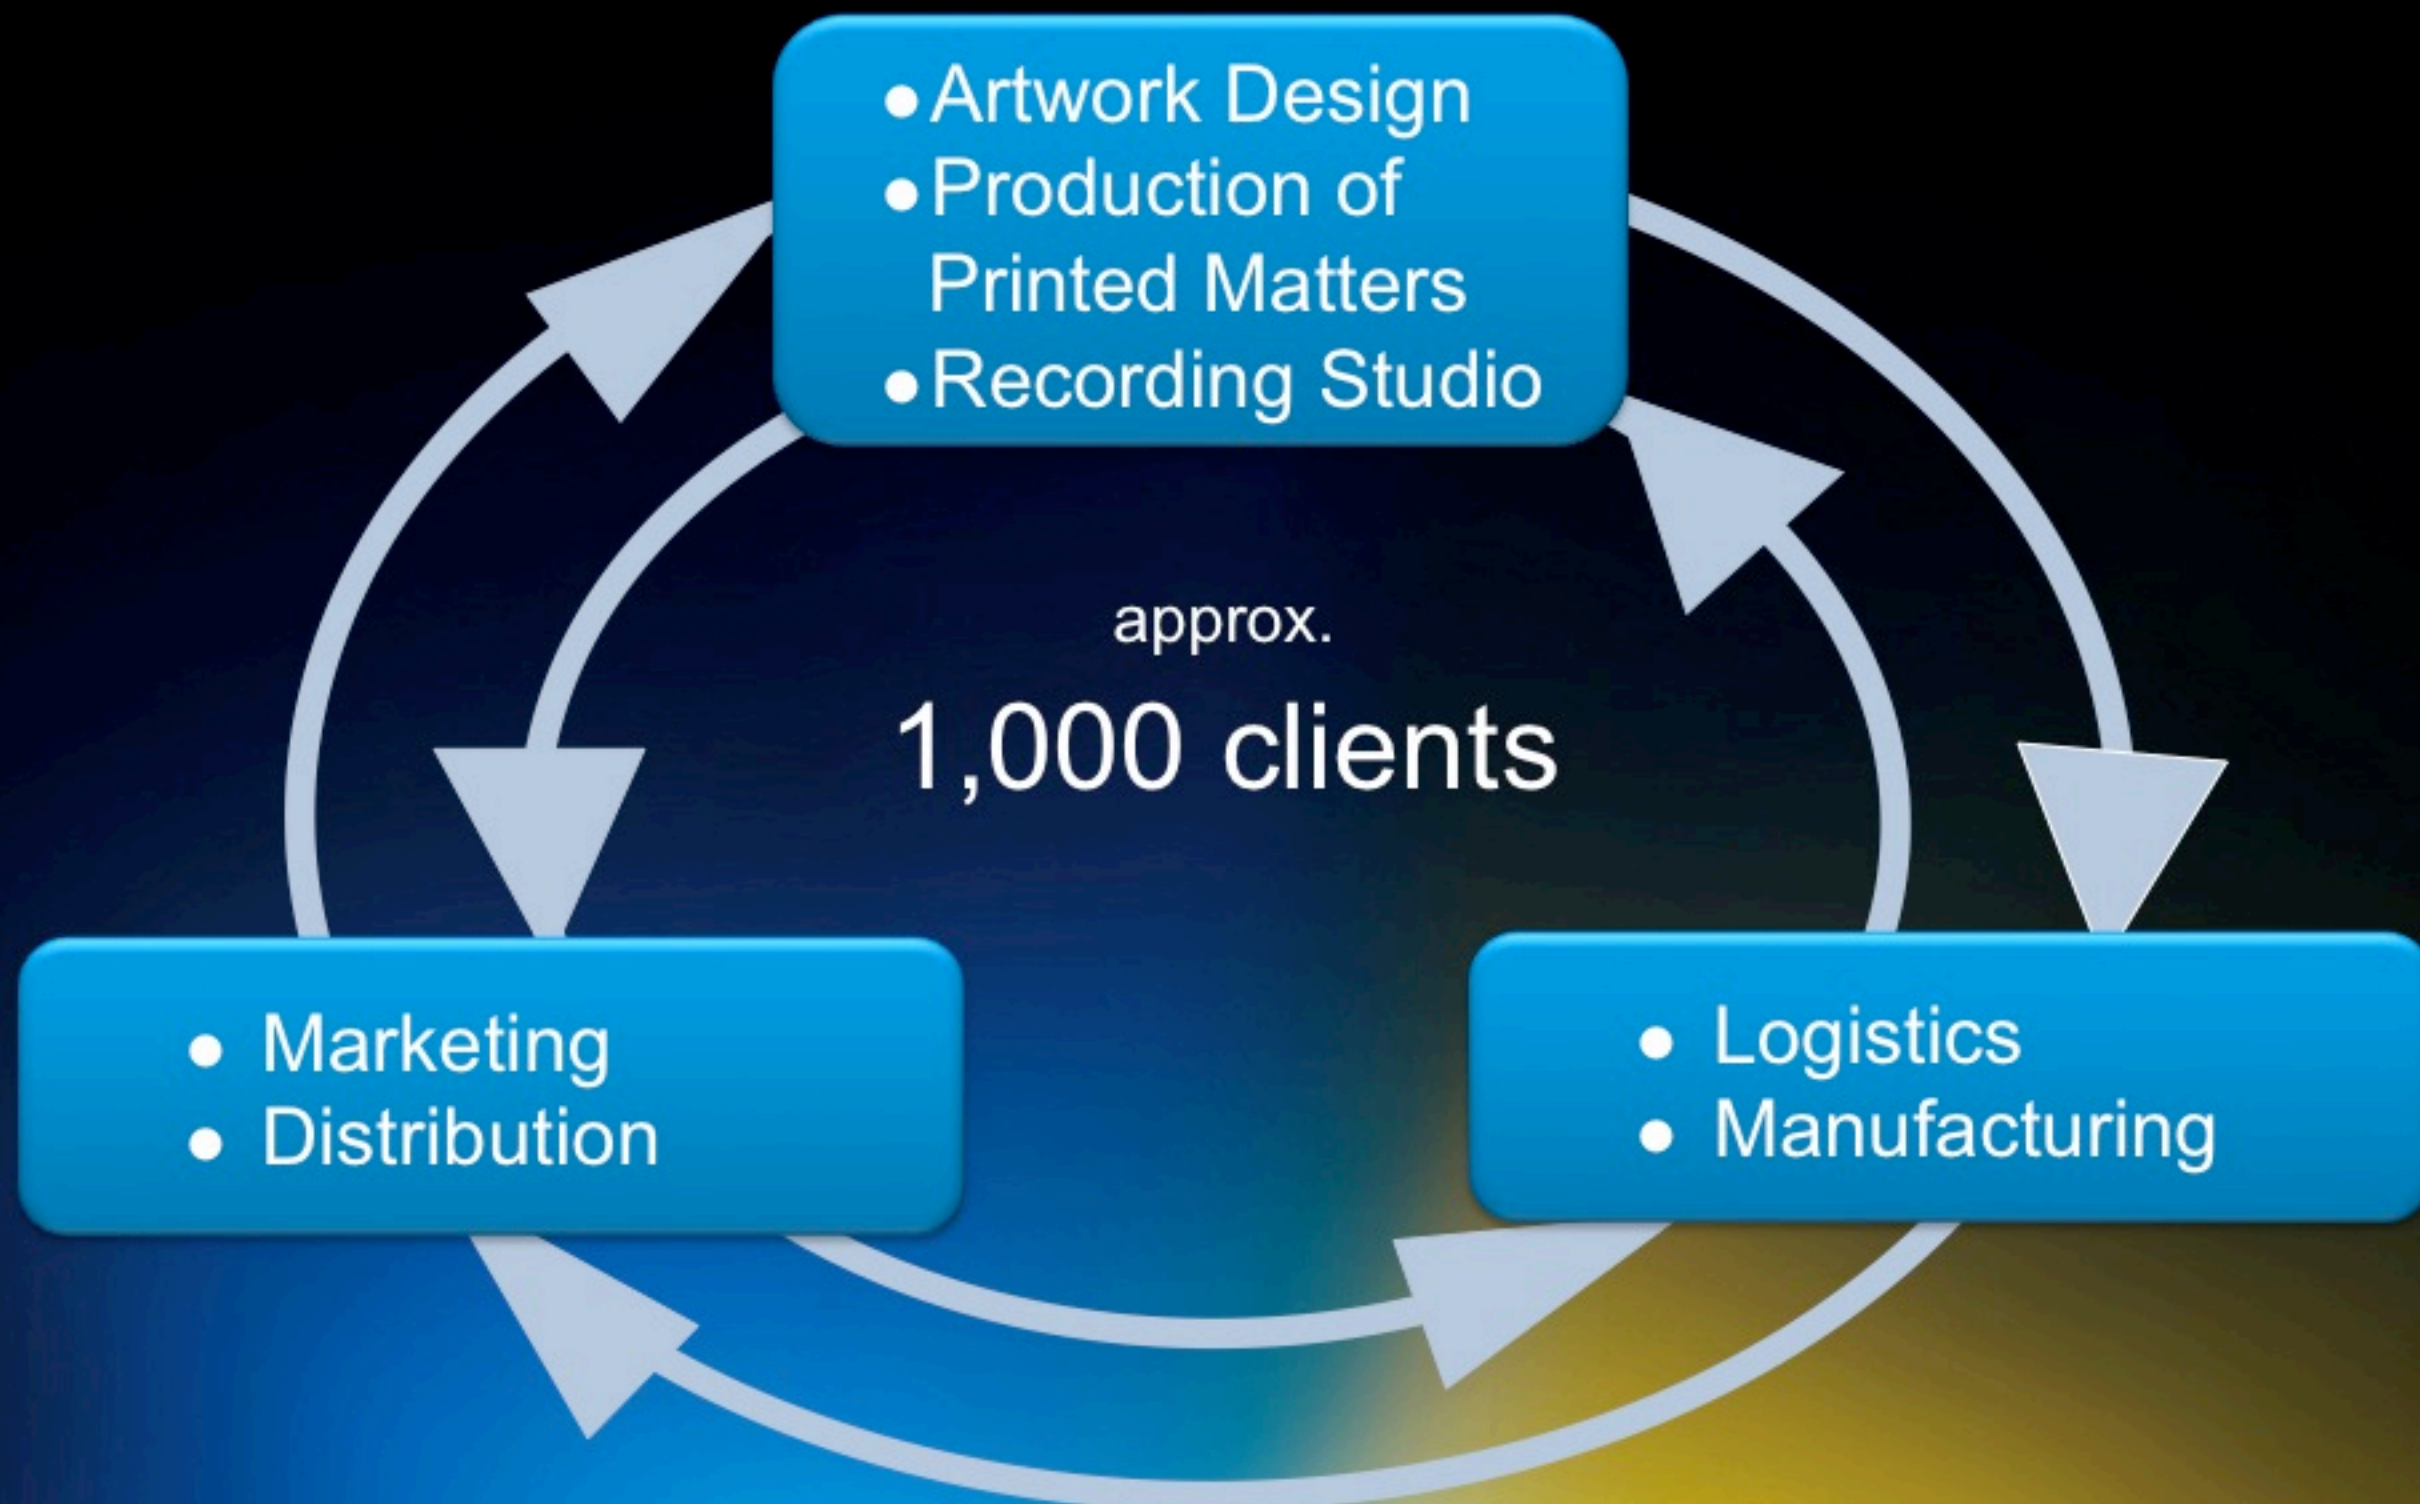 ● Artwork Design
● Production of
Printed Matters
● Recording Studio
approx.
1,000 clients
● Marketing
● Distribution
● Logistics
● Manufacturing